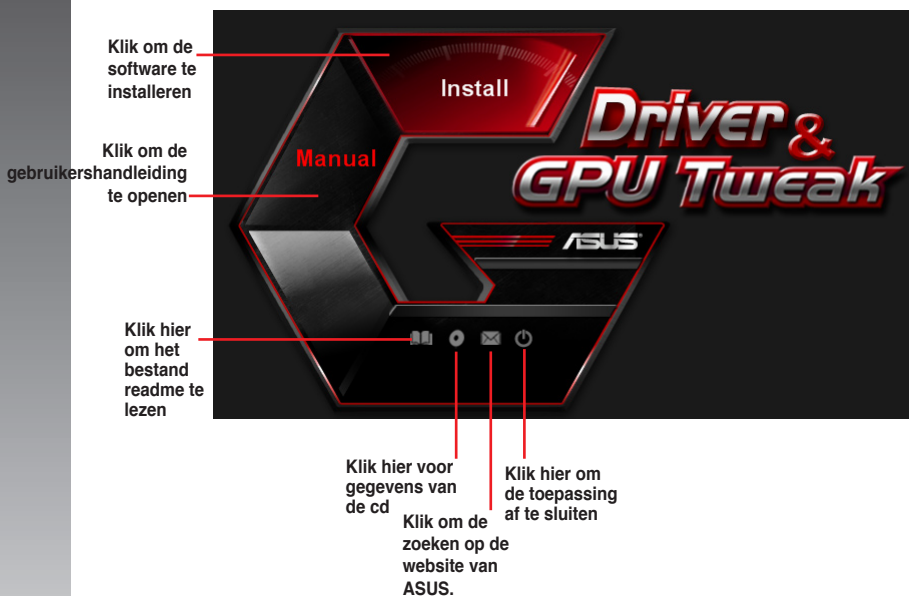 Klik om de
software te
installeren
Install
Driver &
GPU Tweak
Klik om de
gebruikershandleiding
te openen
Manual
ASUS
Klik hier
om het
bestand
readme te
lezen
Klik hier voor
gegevens van
de cd
Klik om de
zoeken op de
website van
ASUS.
Klik hier om
de toepassing
af te sluiten